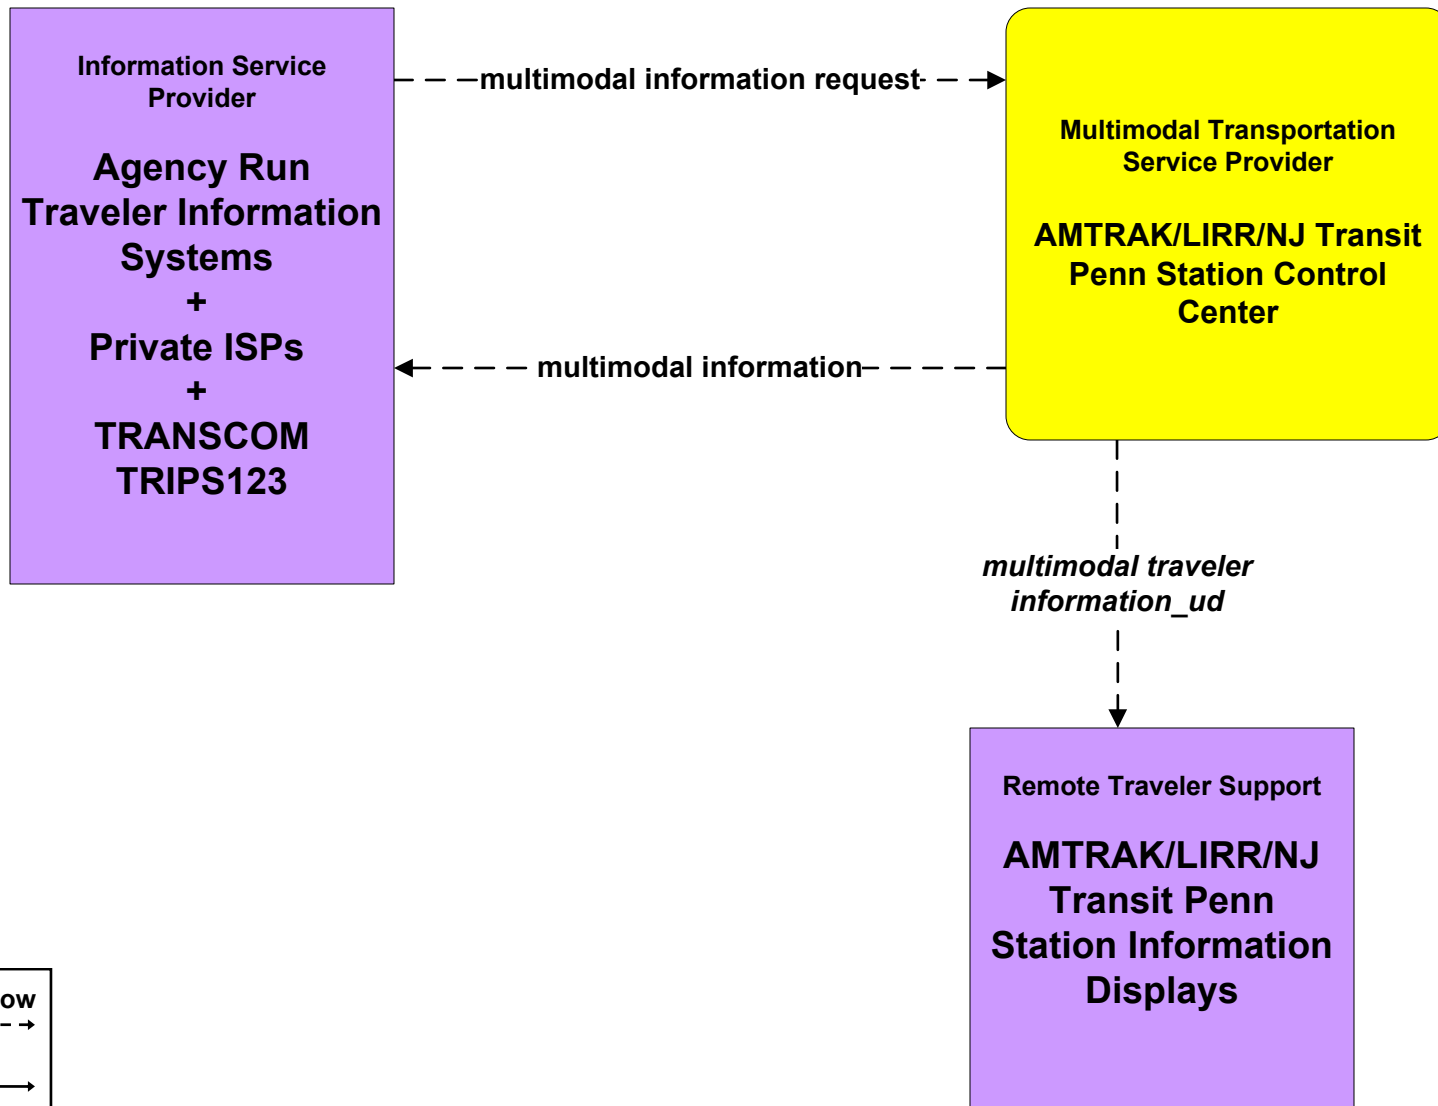 Information Service
Provider
Agency Run
Traveler Information
Systems
+
Private ISPs
+
TRANSCOM
TRIPS123
multimodal information request
Multimodal Transportation
Service Provider
AMTRAK/LIRR/NJ Transit
Penn Station Control
Center
multimodal information
multimodal traveler
information_ud
Remote Traveler Support
AMTRAK/LIRR/NJ
Transit Penn
Station Information
Displays